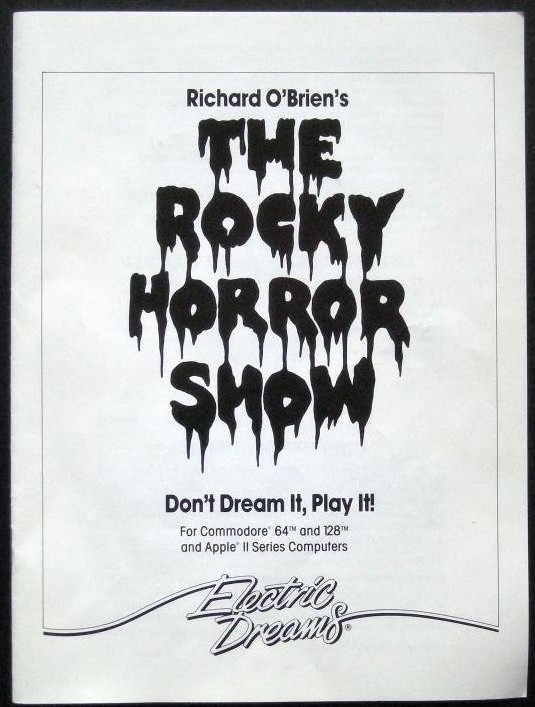 Richard O'Brien's
THE
ROCKY
HORROR
SHOW
Don't Dream It, Play It!
For Commodore® 64™ and 128™
and Apple® II Series Computers
Electric
Dreams®